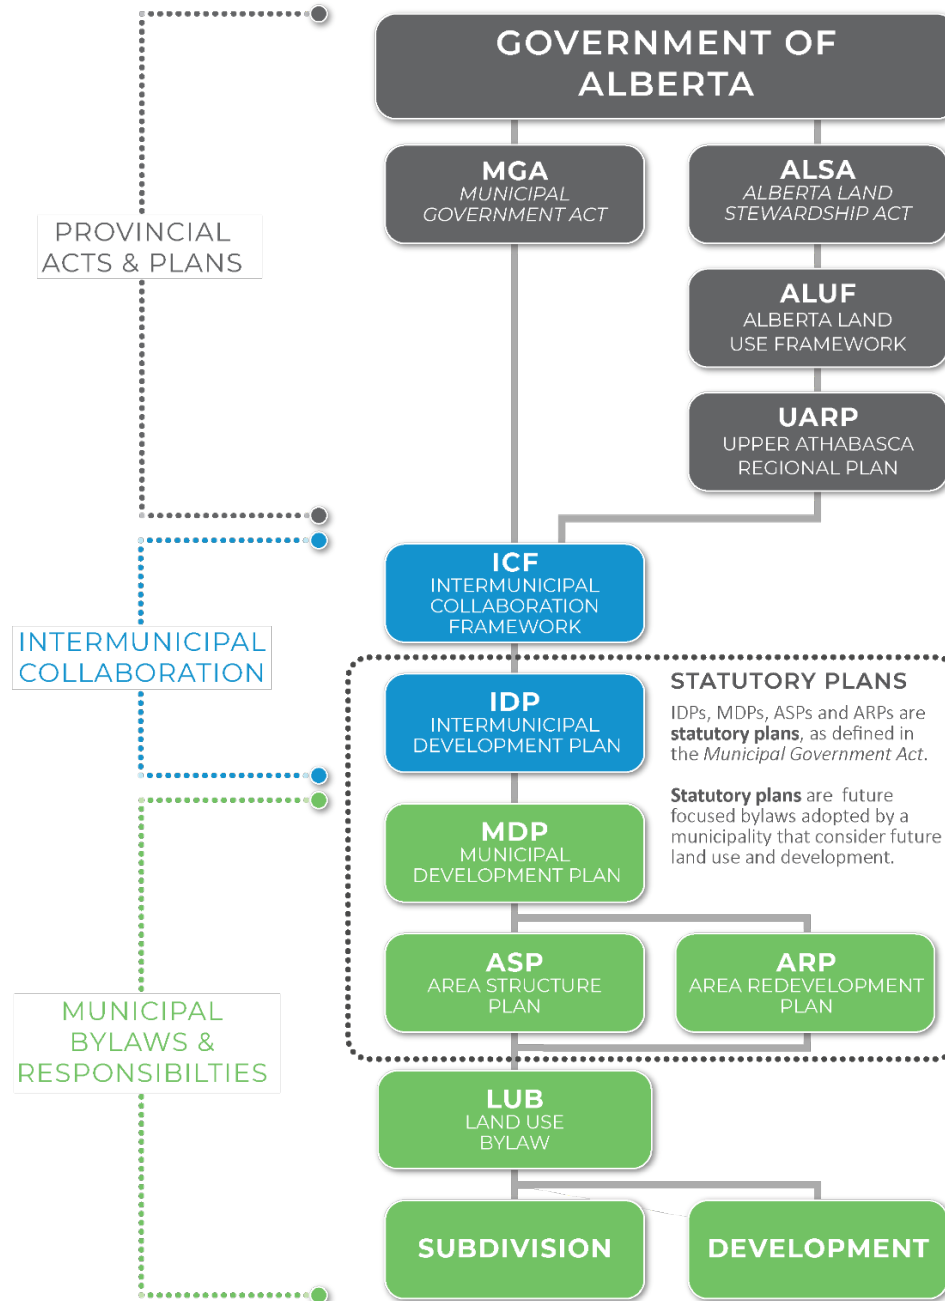 GOVERNMENT OF
ALBERTA
MGA
MUNICIPAL
GOVERNMENT ACT
ALSA
ALBERTA LAND
STEWARDSHIP ACT
PROVINCIAL
ACTS & PLANS
ALUF
ALBERTA LAND
USE FRAMEWORK
UARP
UPPER ATHABASCA
REGIONAL PLAN
ICF
INTERMUNICIPAL
COLLABORATION
FRAMEWORK
INTERMUNICIPAL
COLLABORATION
IDP
INTERMUNICIPAL
DEVELOPMENT PLAN
STATUTORY PLANS
IDPs, MDPs, ASPs and ARPs are
statutory plans, as defined in
the Municipal Government Act.
Statutory plans are future
focused bylaws adopted by a
municipality that consider future
land use and development.
MDP
MUNICIPAL
DEVELOPMENT PLAN
ASP
AREA STRUCTURE
PLAN
ARP
AREA REDEVELOPMENT
PLAN
MUNICIPAL
BYLAWS &
RESPONSIBILTIES
LUB
LAND USE
BYLAW
SUBDIVISION
DEVELOPMENT